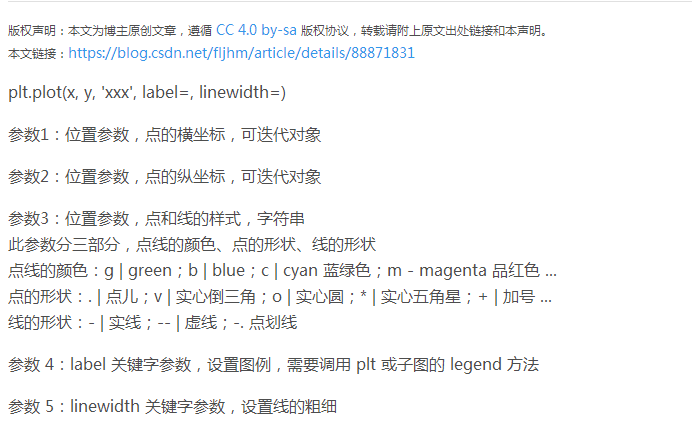 版权声明：本文为博主原创文章，遵循 CC 4.0 by-sa 版权协议，转载请附上原文出处链接和本声明。
本文链接：https://blog.csdn.net/fljhm/article/details/88871831
plt.plot(x, y, 'xxx', label=, linewidth=)
参数1：位置参数，点的横坐标，可迭代对象
参数2：位置参数，点的纵坐标，可迭代对象
参数3：位置参数，点和线的样式，字符串
此参数分三部分，点线的颜色、点的形状、线的形状
点线的颜色：g | green；b | blue；c | cyan 蓝绿色；m - magenta 品红色 ...
点的形状：. | 点儿；v | 实心倒三角；o | 实心圆；* | 实心五角星；+ | 加号 ...
线的形状：- | 实线；-- | 虚线；-. 点划线
参数 4：label 关键字参数，设置图例，需要调用 plt 或子图的 legend 方法
参数 5：linewidth 关键字参数，设置线的粗细